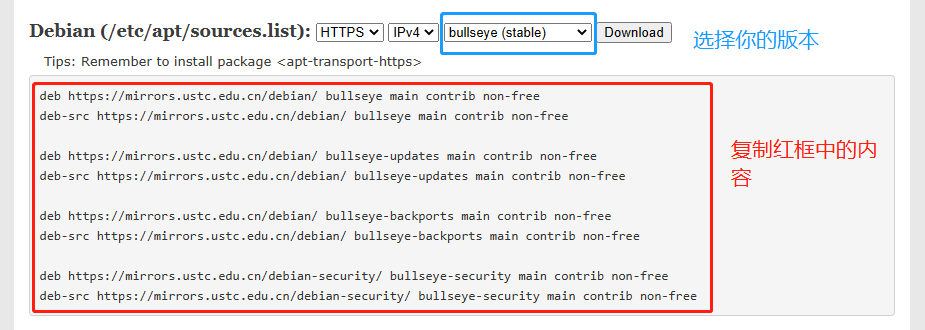 Debian (/etc/apt/sources.list): HTTPS IPv4 bullseye (stable) Download 选择你的版本
Tips: Remember to install package <apt-transport-https>
deb https://mirrors.ustc.edu.cn/debian/ bullseye main contrib non-free
deb-src https://mirrors.ustc.edu.cn/debian/ bullseye main contrib non-free
deb https://mirrors.ustc.edu.cn/debian/ bullseye-updates main contrib non-free
deb-src https://mirrors.ustc.edu.cn/debian/ bullseye-updates main contrib non-free
deb https://mirrors.ustc.edu.cn/debian/ bullseye-backports main contrib non-free
deb-src https://mirrors.ustc.edu.cn/debian/ bullseye-backports main contrib non-free
deb https://mirrors.ustc.edu.cn/debian-security/ bullseye-security main contrib non-free
deb-src https://mirrors.ustc.edu.cn/debian-security/ bullseye-security main contrib non-free
复制红框中的内
容